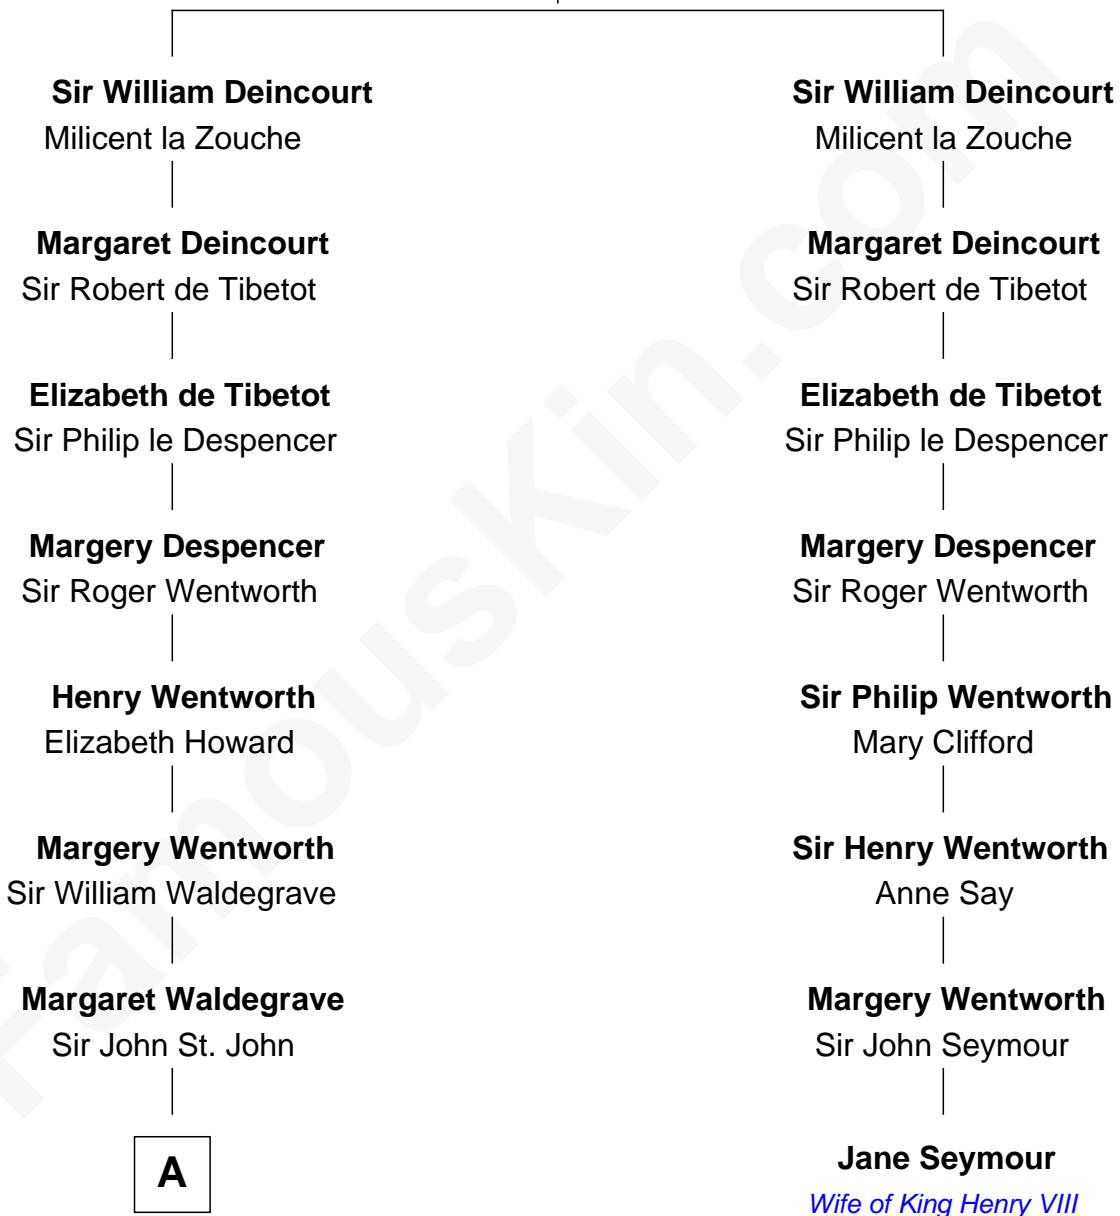 Sir William Deincourt
Milicent la Zouche
Margaret Deincourt
Sir Robert de Tibetot
Elizabeth de Tibetot
Sir Philip le Despencer
Margery Despencer
Sir Roger Wentworth
Henry Wentworth
Elizabeth Howard
Margery Wentworth
Sir William Waldegrave
Margaret Waldegrave
Sir John St. John
A
Sir William Deincourt
Milicent la Zouche
Margaret Deincourt
Sir Robert de Tibetot
Elizabeth de Tibetot
Sir Philip le Despencer
Margery Despencer
Sir Roger Wentworth
Sir Philip Wentworth
Mary Clifford
Sir Henry Wentworth
Anne Say
Margery Wentworth
Sir John Seymour
Jane Seymour
Wife of King Henry VIII
FamousKin.com